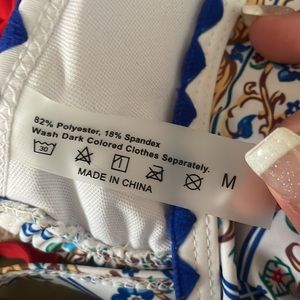 82% Polyester, 18% Spandex
Wash Dark Colored Clothes Separately.
30
M
MADE IN CHINA